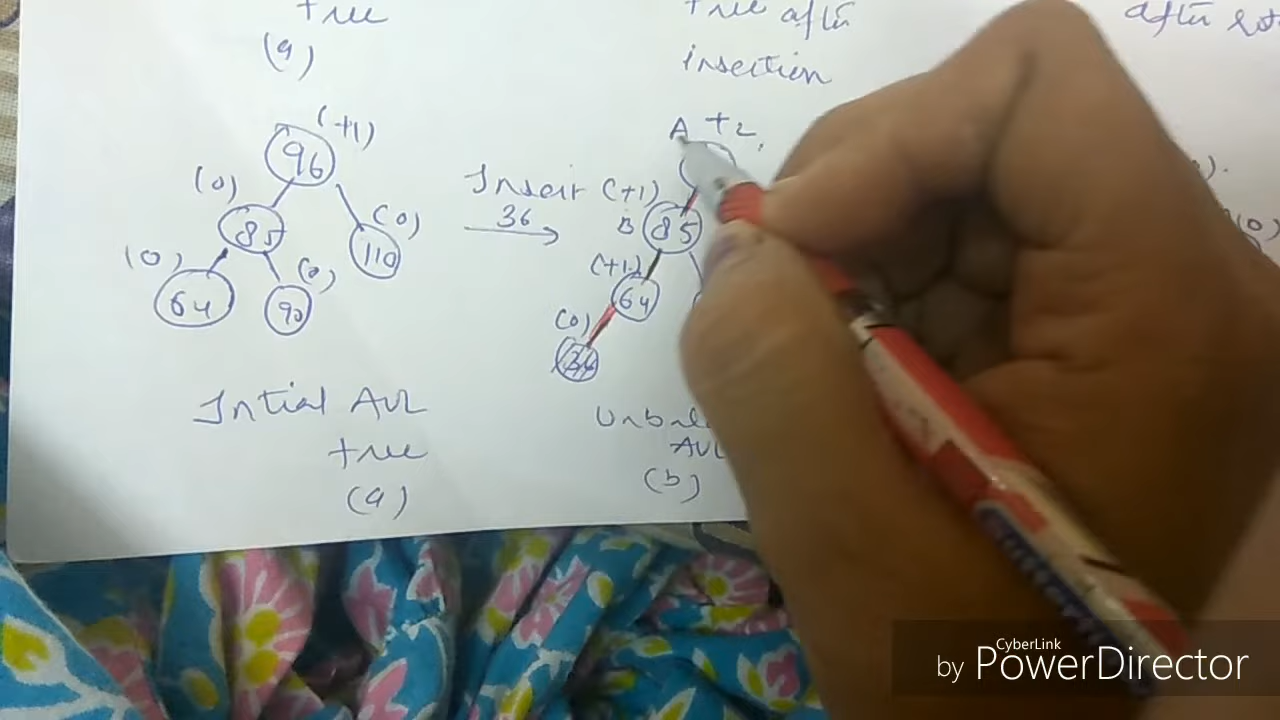 tree
(a)
tree after
insection
after
(+1)
96
(0)
85
(0)
110
(0)
64
(0)
90
Intial AVL
tree
(a)
Insert
36
A +2
(+1)
B 85
(+1)
64
(0)
36
AVL
(b)
CyberLink
by PowerDirector